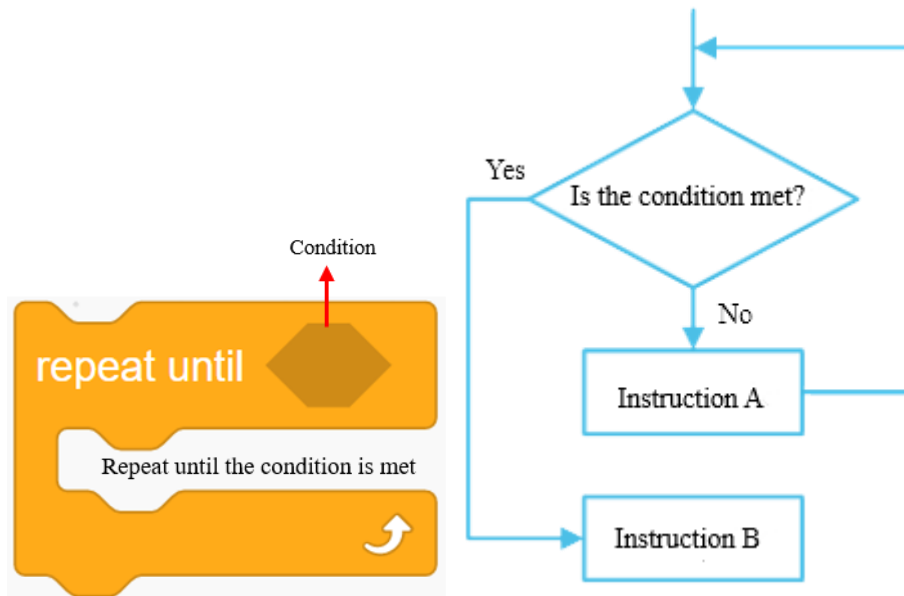 Condition
repeat until
Repeat until the condition is met
Yes
Is the condition met?
No
Instruction A
Instruction B